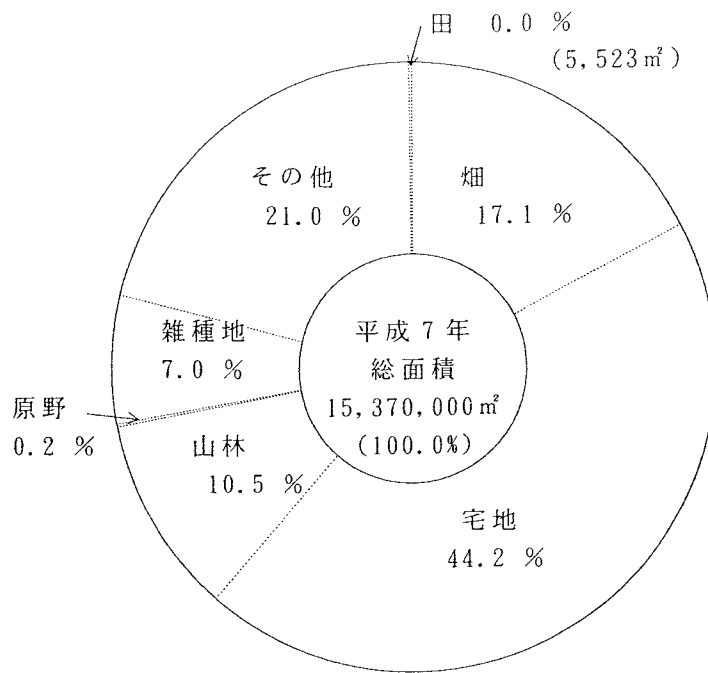 田 0.0 %
(5,523㎡)
畑
17.1 %
宅地
44.2 %
山林
10.5 %
原野
0.2 %
雑種地
7.0 %
その他
21.0 %
平成7年
総面積
15,370,000㎡
(100.0%)